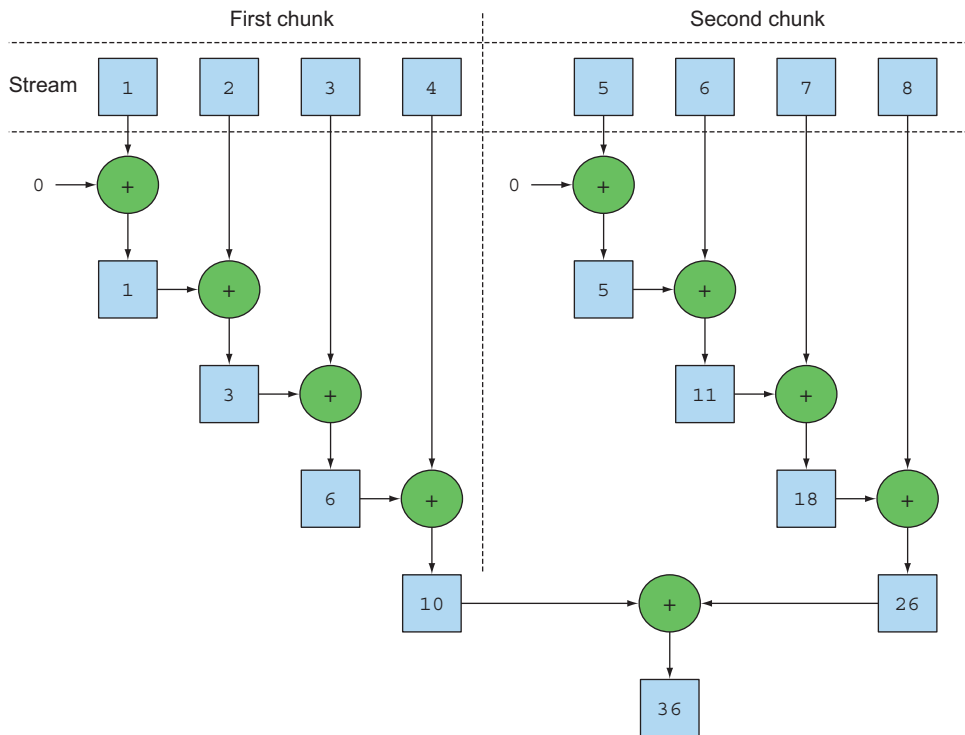 First chunk Second chunk
Stream 1 2 3 4 5 6 7 8
0 + 0 +
1 + 5 +
3 + 11 +
6 + 18 +
10 + 26
36